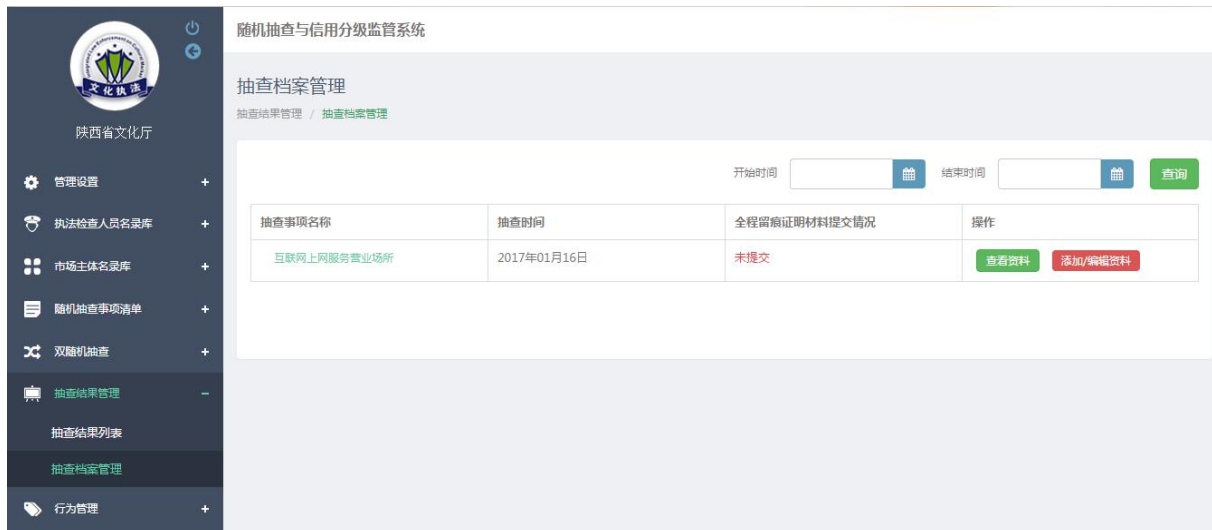 随机抽查与信用分级监管系统
文化执法
陕西省文化厅
管理设置
执法检查人员名录库
市场主体名录库
随机抽查事项清单
双随机抽查
抽查结果管理
抽查结果列表
抽查档案管理
行为管理
抽查档案管理
抽查结果管理 / 抽查档案管理
开始时间 结束时间 查询
抽查事项名称 抽查时间 全程留痕证明材料提交情况 操作
互联网上网服务营业场所 2017年01月16日 未提交 查看资料 添加/编辑资料